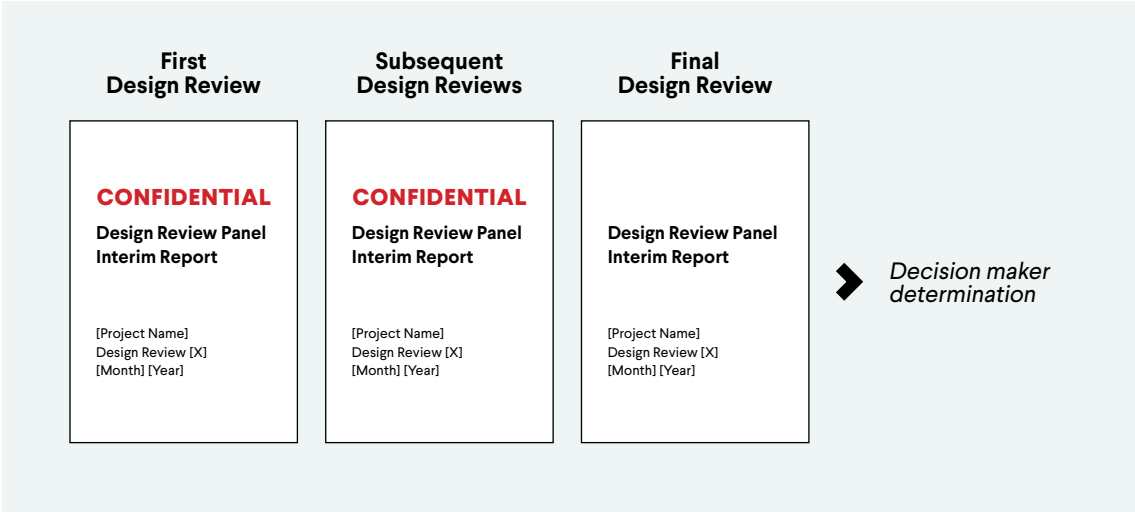 First
Design Review
Subsequent
Design Reviews
Final
Design Review
CONFIDENTIAL
Design Review Panel
Interim Report
[Project Name]
Design Review [X]
[Month] [Year]
CONFIDENTIAL
Design Review Panel
Interim Report
[Project Name]
Design Review [X]
[Month] [Year]
Design Review Panel
Interim Report
[Project Name]
Design Review [X]
[Month] [Year]
Decision maker
determination